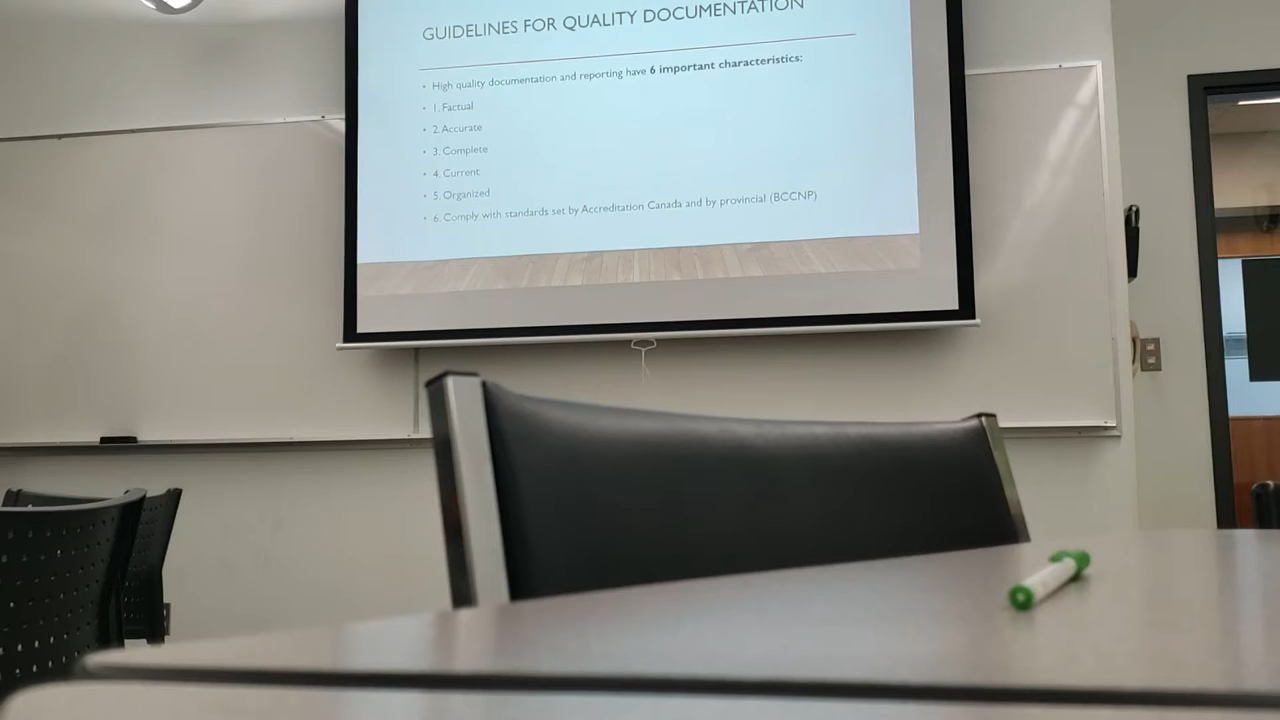 GUIDELINES FOR QUALITY DOCUMENTATION
• High quality documentation and reporting have 6 important characteristics:
• 1. Factual
• 2. Accurate
• 3. Complete
• 4. Current
• 5. Organized
• 6. Comply with standards set by Accreditation Canada and by provincial (BCCNP)